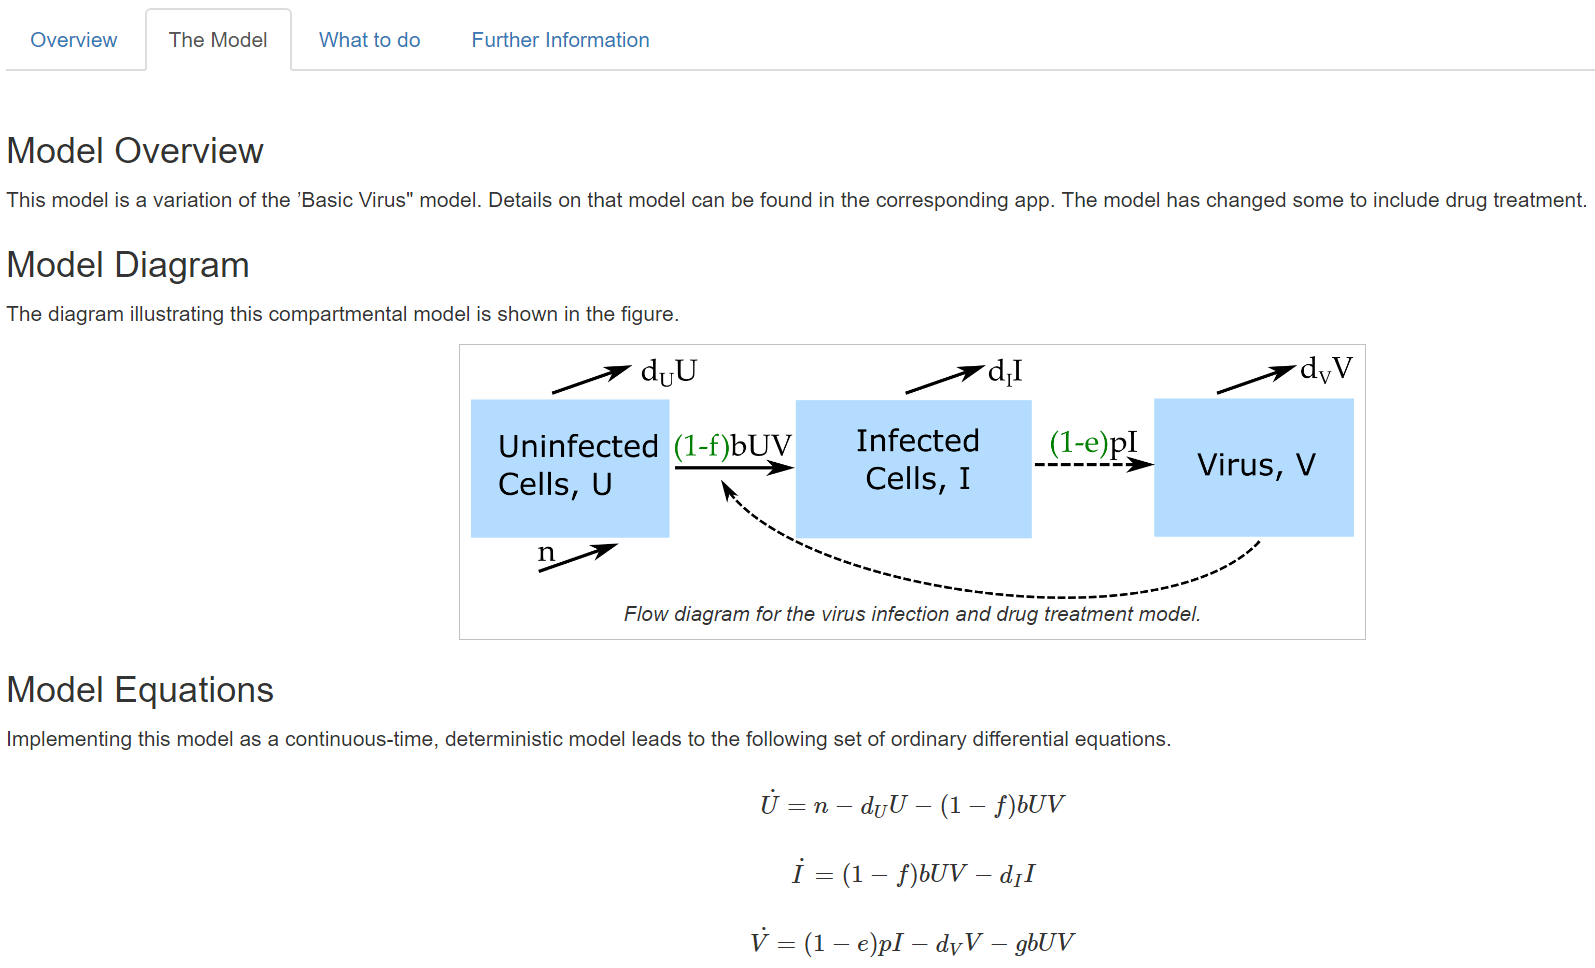 Overview The Model What to do Further Information
Model Overview
This model is a variation of the ’Basic Virus" model. Details on that model can be found in the corresponding app. The model has changed some to include drug treatment.
Model Diagram
The diagram illustrating this compartmental model is shown in the figure.
d_U U d_I I d_V V
Uninfected
Cells, U
(1-f)bUV
Infected
Cells, I
(1-e)pI
Virus, V
n
Flow diagram for the virus infection and drug treatment model.
Model Equations
Implementing this model as a continuous-time, deterministic model leads to the following set of ordinary differential equations.
U̇ = n − d_U U − (1 − f)bUV
İ = (1 − f)bUV − d_I I
V̇ = (1 − e)pI − d_V V − gbUV